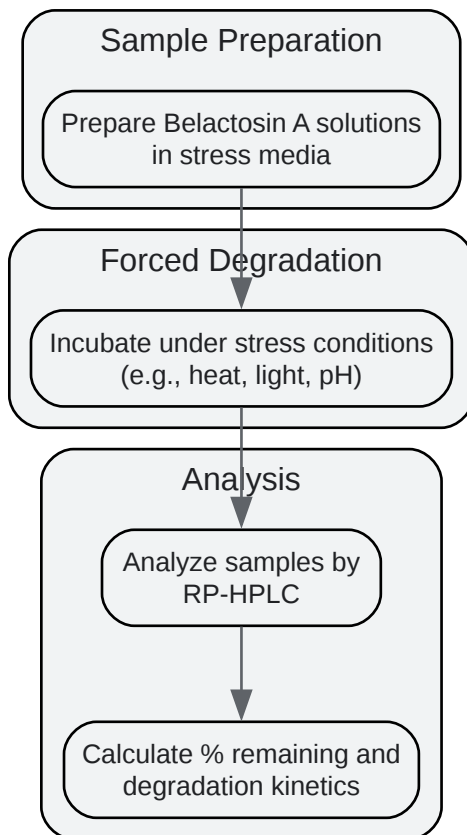 Sample Preparation
Prepare Belactosin A solutions
in stress media
Forced Degradation
Incubate under stress conditions
(e.g., heat, light, pH)
Analysis
Analyze samples by
RP-HPLC
Calculate % remaining and
degradation kinetics